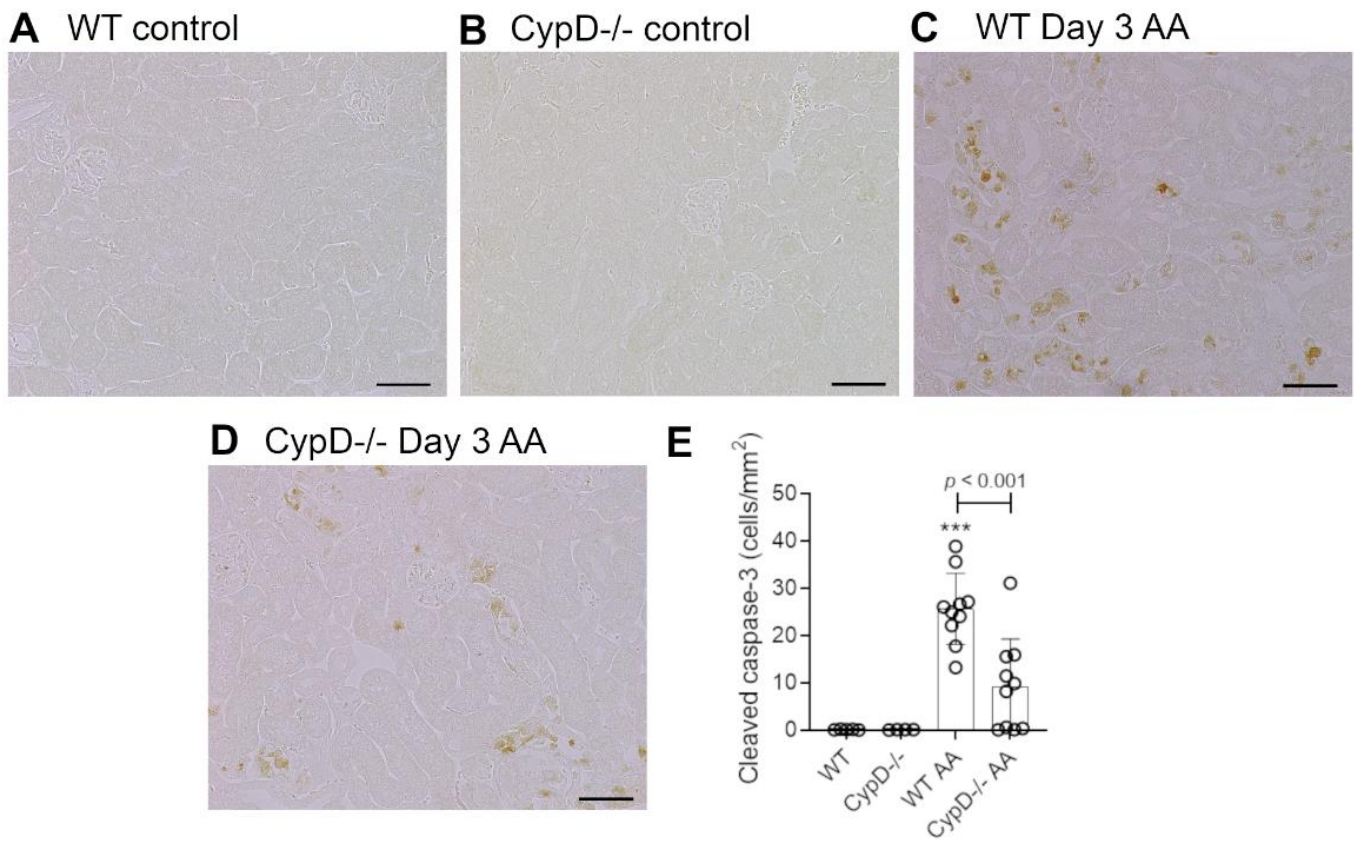 A WT control
B CypD-/- control
C WT Day 3 AA
D CypD-/- Day 3 AA
E
Cleaved caspase-3 (cells/mm²)
50
40
30
20
10
0
p < 0.001
***
WT
CypD-/-
WT AA
CypD-/- AA